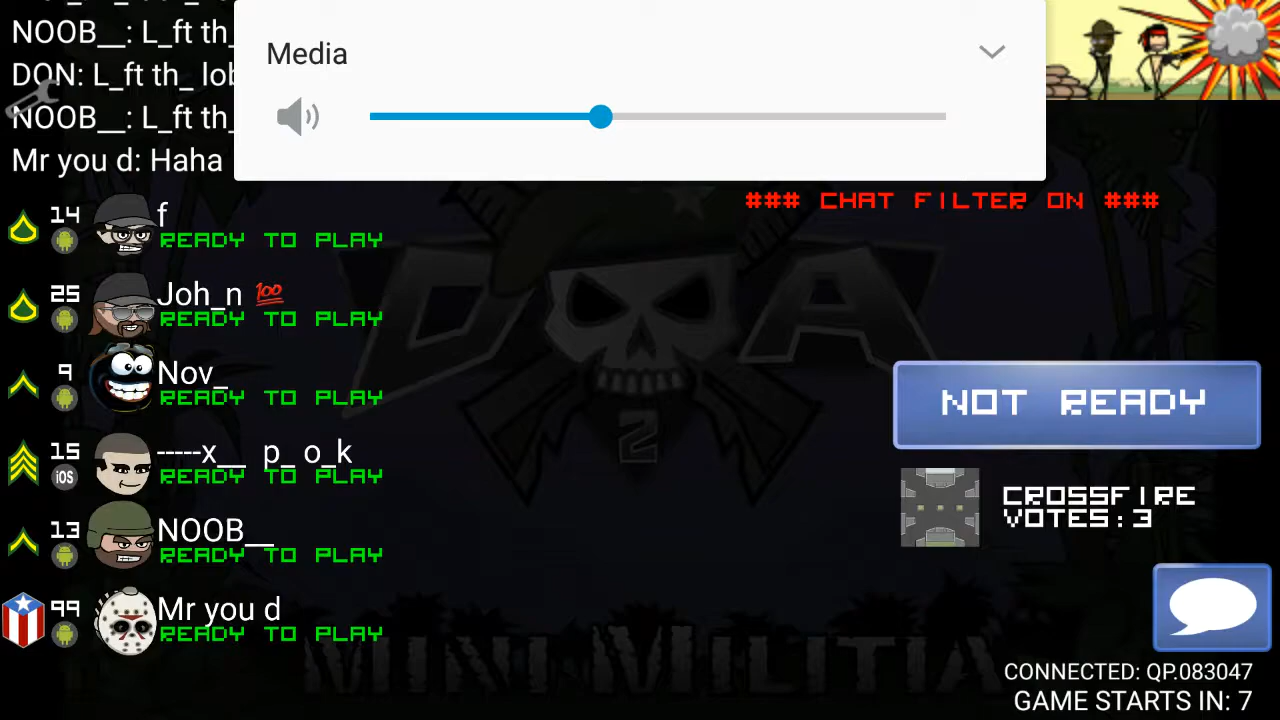 NOOB__: L_ft th_
DON: L_ft th_ lob
NOOB__: L_ft th_
Mr you d: Haha
Media
### CHAT FILTER ON ###
14 f
READY TO PLAY
25 Joh_n 💯
READY TO PLAY
9 Nov_
READY TO PLAY
15 -----x__ p_ o_k
iOS READY TO PLAY
13 NOOB__
READY TO PLAY
99 Mr you d
READY TO PLAY
D A
2
MINI MILITIA
NOT READY
CROSSFIRE
VOTES:3
CONNECTED: QP.083047
GAME STARTS IN: 7